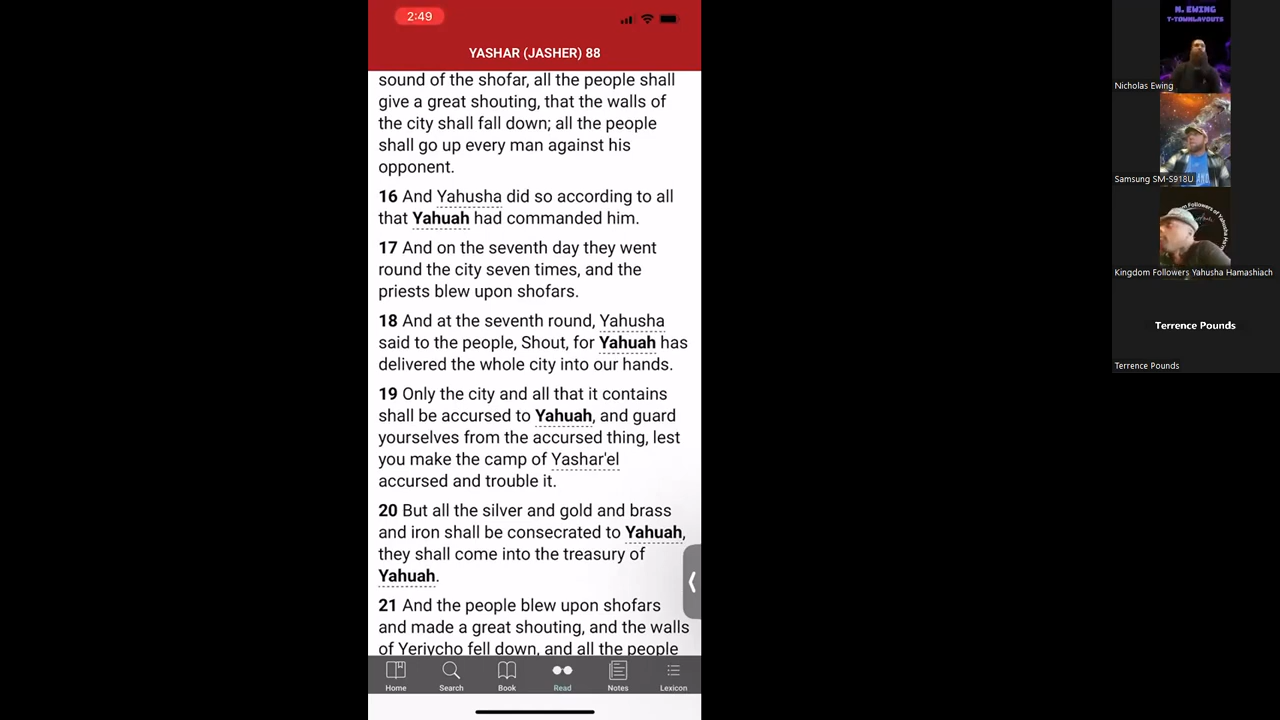 2:49
YASHAR (JASHER) 88
sound of the shofar, all the people shall
give a great shouting, that the walls of
the city shall fall down; all the people
shall go up every man against his
opponent.
16 And Yahusha did so according to all
that Yahuah had commanded him.
17 And on the seventh day they went
round the city seven times, and the
priests blew upon shofars.
18 And at the seventh round, Yahusha
said to the people, Shout, for Yahuah has
delivered the whole city into our hands.
19 Only the city and all that it contains
shall be accursed to Yahuah, and guard
yourselves from the accursed thing, lest
you make the camp of Yashar'el
accursed and trouble it.
20 But all the silver and gold and brass
and iron shall be consecrated to Yahuah,
they shall come into the treasury of
Yahuah.
21 And the people blew upon shofars
and made a great shouting, and the walls
of Yeriycho fell down, and all the people
Home Search Book Read Notes Lexicon
N. EWING
T-TOWNLAYOUTS
Nicholas Ewing
Samsung SM-S918U
Followers of
Kingdom Followers Yahusha Hamashiach
Terrence Pounds
Terrence Pounds